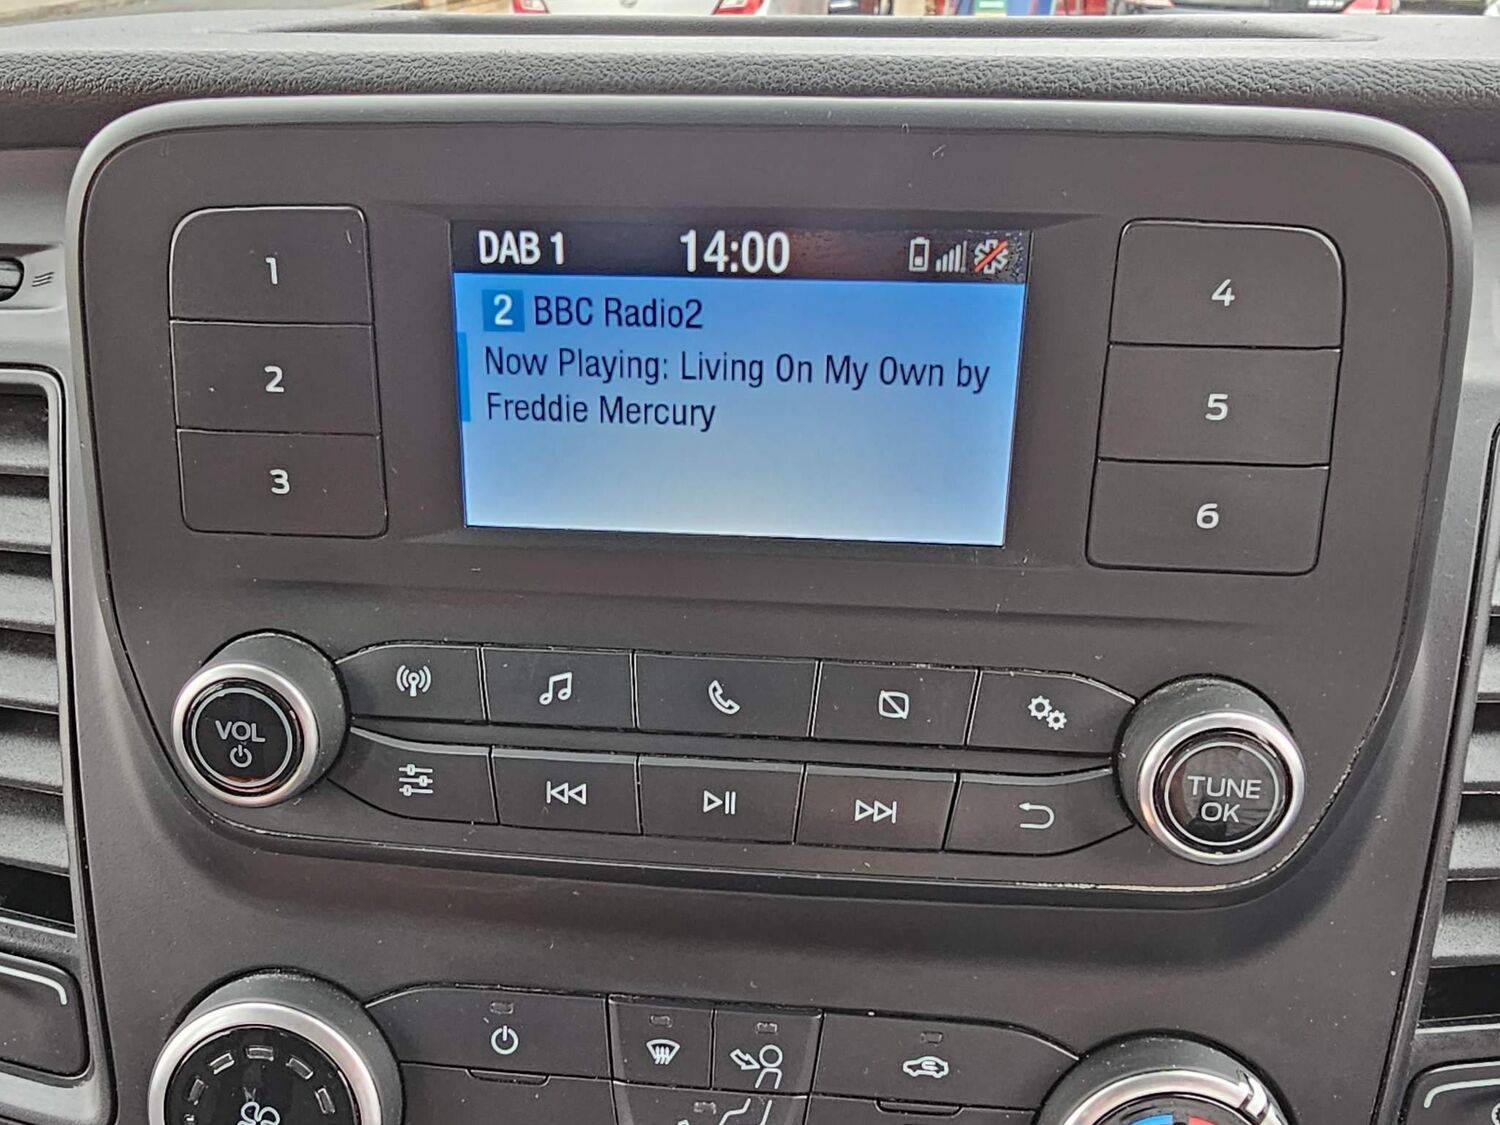 DAB 1 14:00
2 BBC Radio2
Now Playing: Living On My Own by
Freddie Mercury
1
2
3
4
5
6
VOL
TUNE
OK